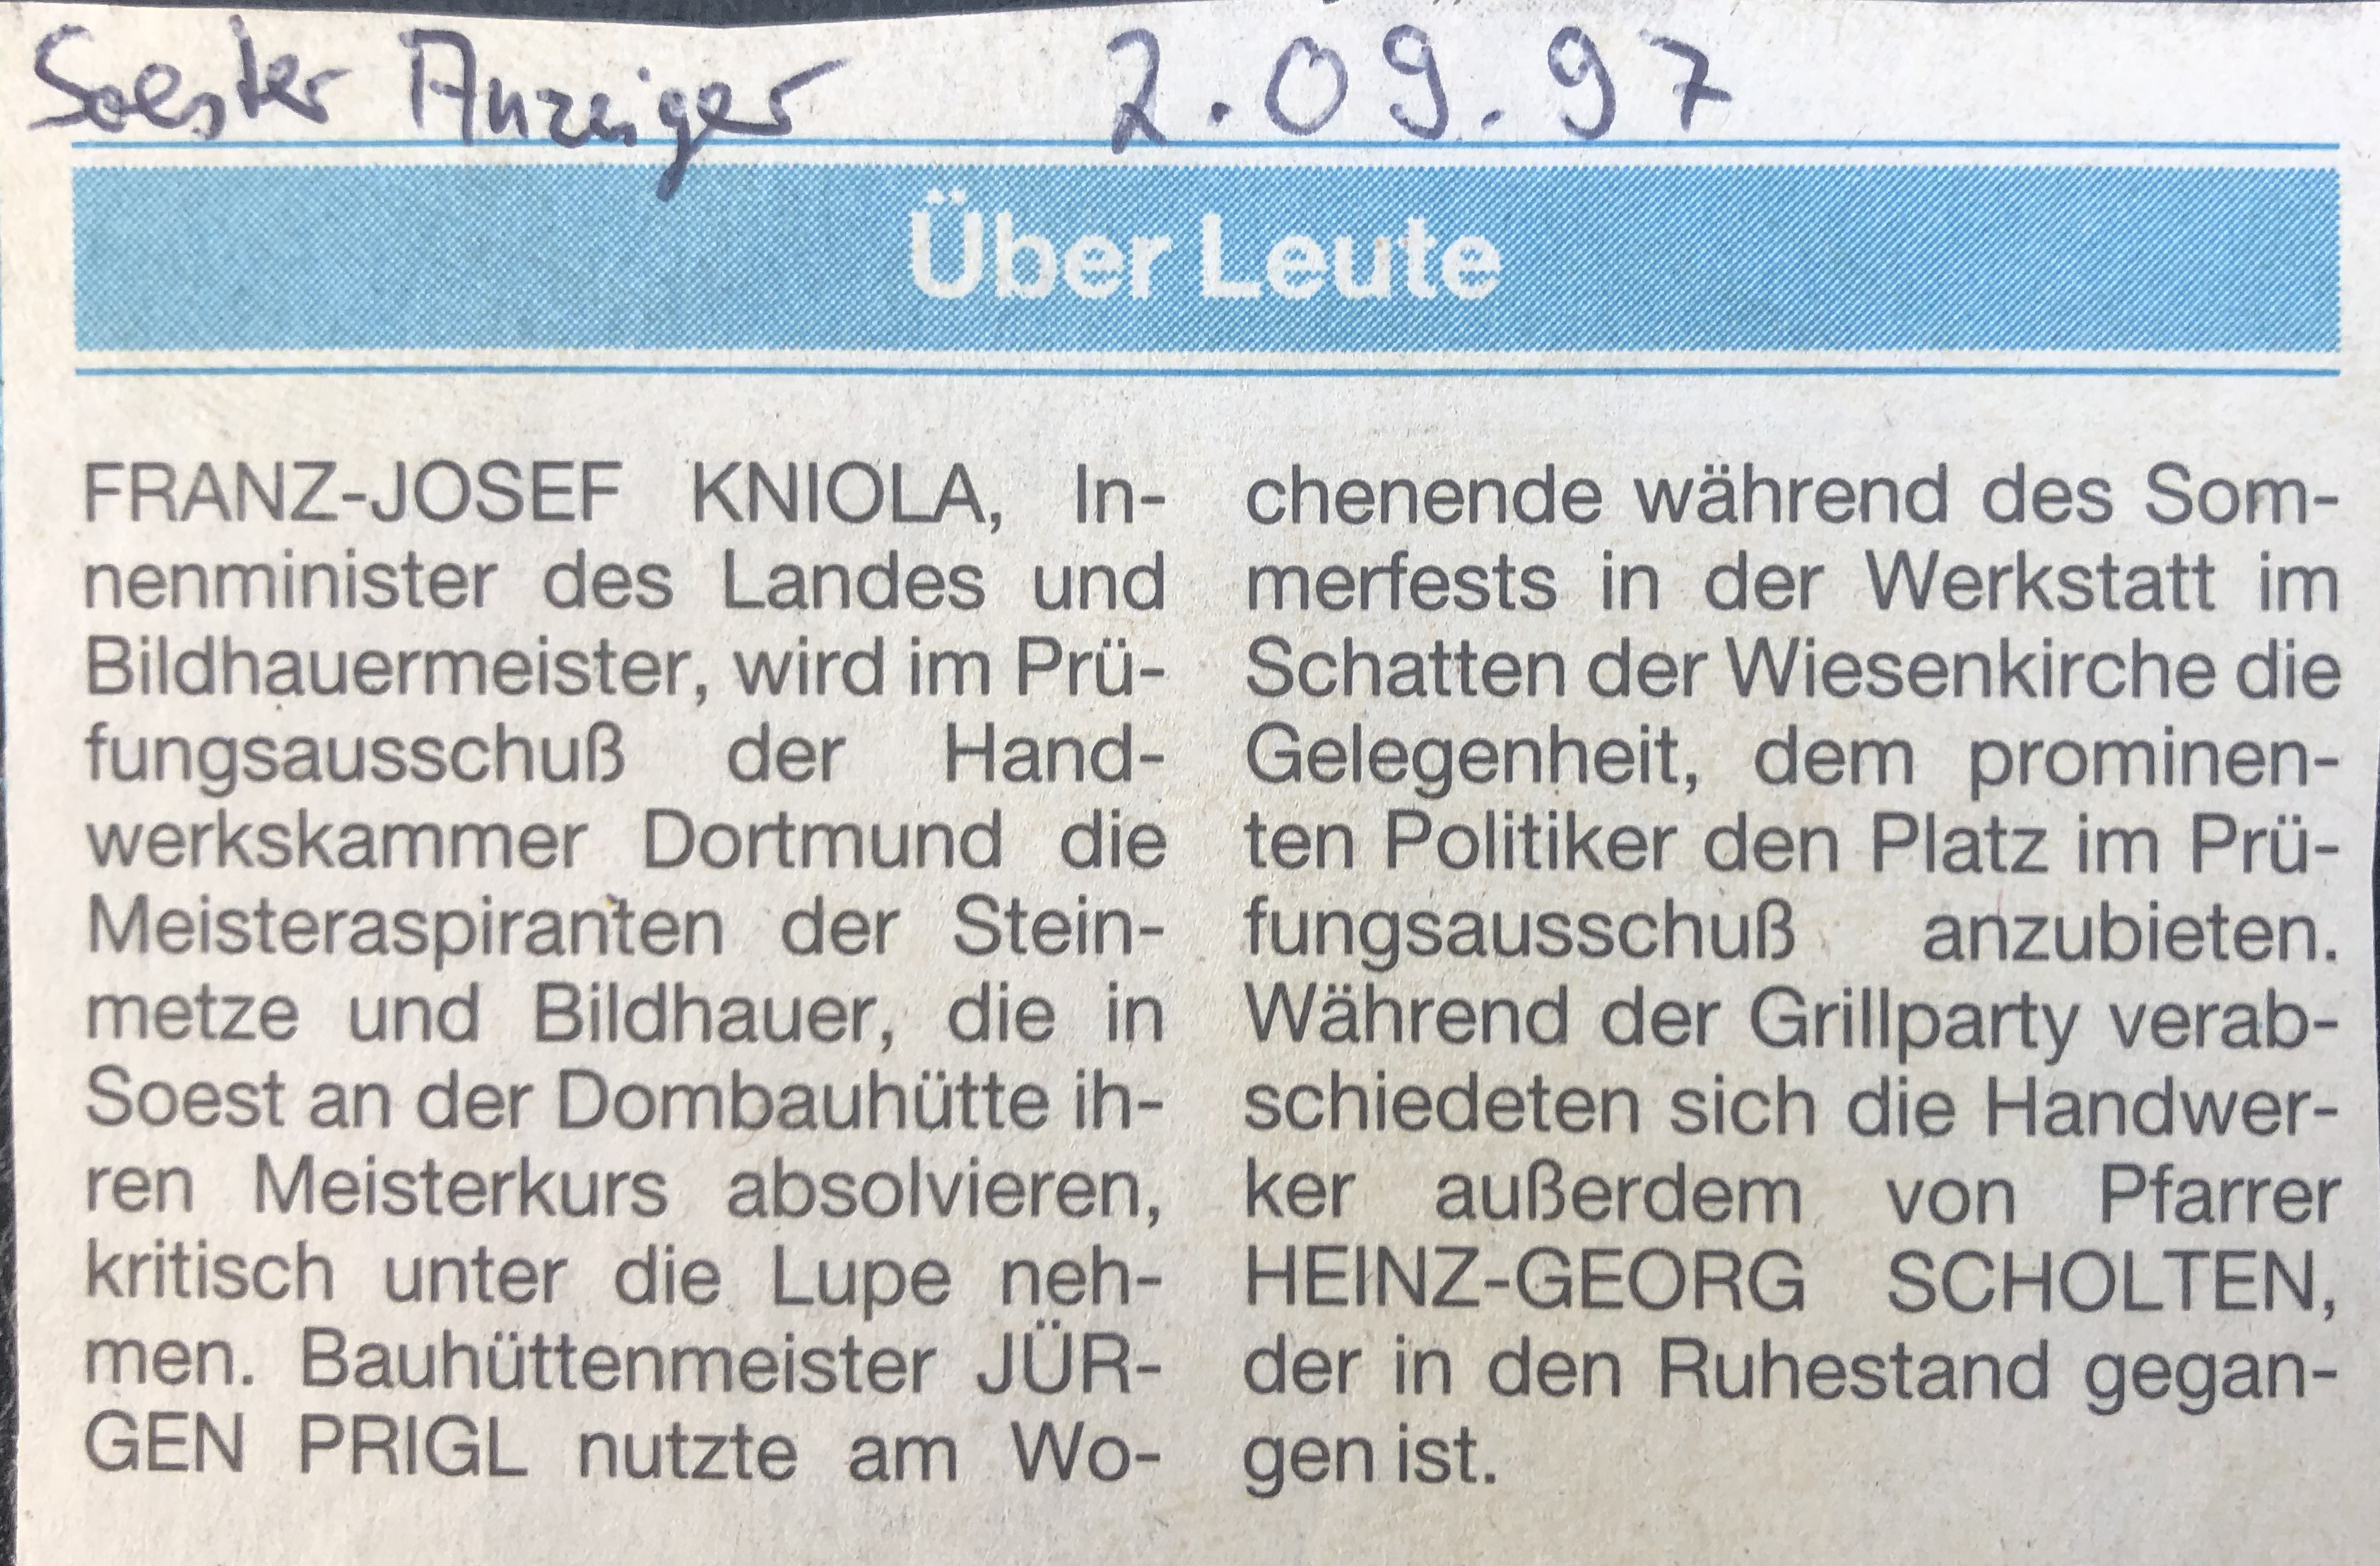 Soester Anzeiger 2.09.97
Über Leute
FRANZ-JOSEF KNIOLA, In-
nenminister des Landes und
Bildhauermeister, wird im Prü-
fungsausschuß der Hand-
werkskammer Dortmund die
Meisteraspiranten der Stein-
metze und Bildhauer, die in
Soest an der Dombauhütte ih-
ren Meisterkurs absolvieren,
kritisch unter die Lupe neh-
men. Bauhüttenmeister JÜR-
GEN PRIGL nutzte am Wo-
chenende während des Som-
merfests in der Werkstatt im
Schatten der Wiesenkirche die
Gelegenheit, dem prominen-
ten Politiker den Platz im Prü-
fungsausschuß anzubieten.
Während der Grillparty verab-
schiedeten sich die Handwer-
ker außerdem von Pfarrer
HEINZ-GEORG SCHOLTEN,
der in den Ruhestand gegan-
gen ist.